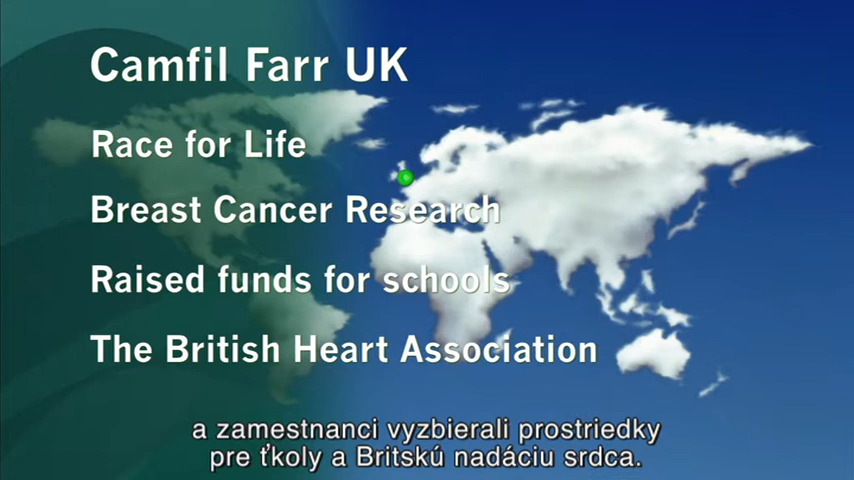 Camfil Farr UK
Race for Life
Breast Cancer Research
Raised funds for schools
The British Heart Association
a zamestnanci vyzbierali prostriedky
pre ťkoly a Britskú nadáciu srdca.